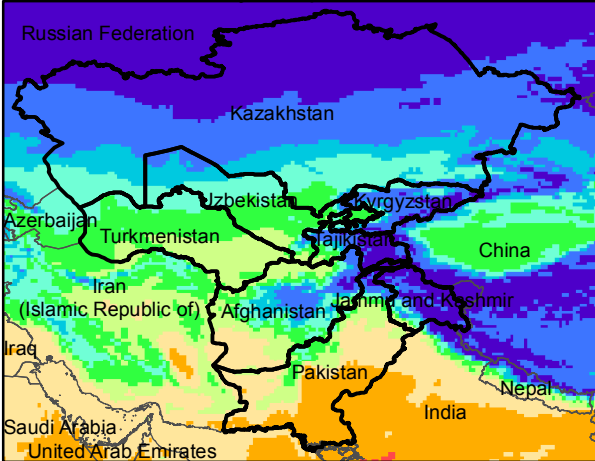 Russian Federation
Kazakhstan
Uzbekistan
Kyrgyzstan
Azerbaijan
Turkmenistan
Tajikistan
China
Iran
(Islamic Republic of)
Afghanistan
Jammu and Kashmir
Iraq
Pakistan
Nepal
India
Saudi Arabia
United Arab Emirates